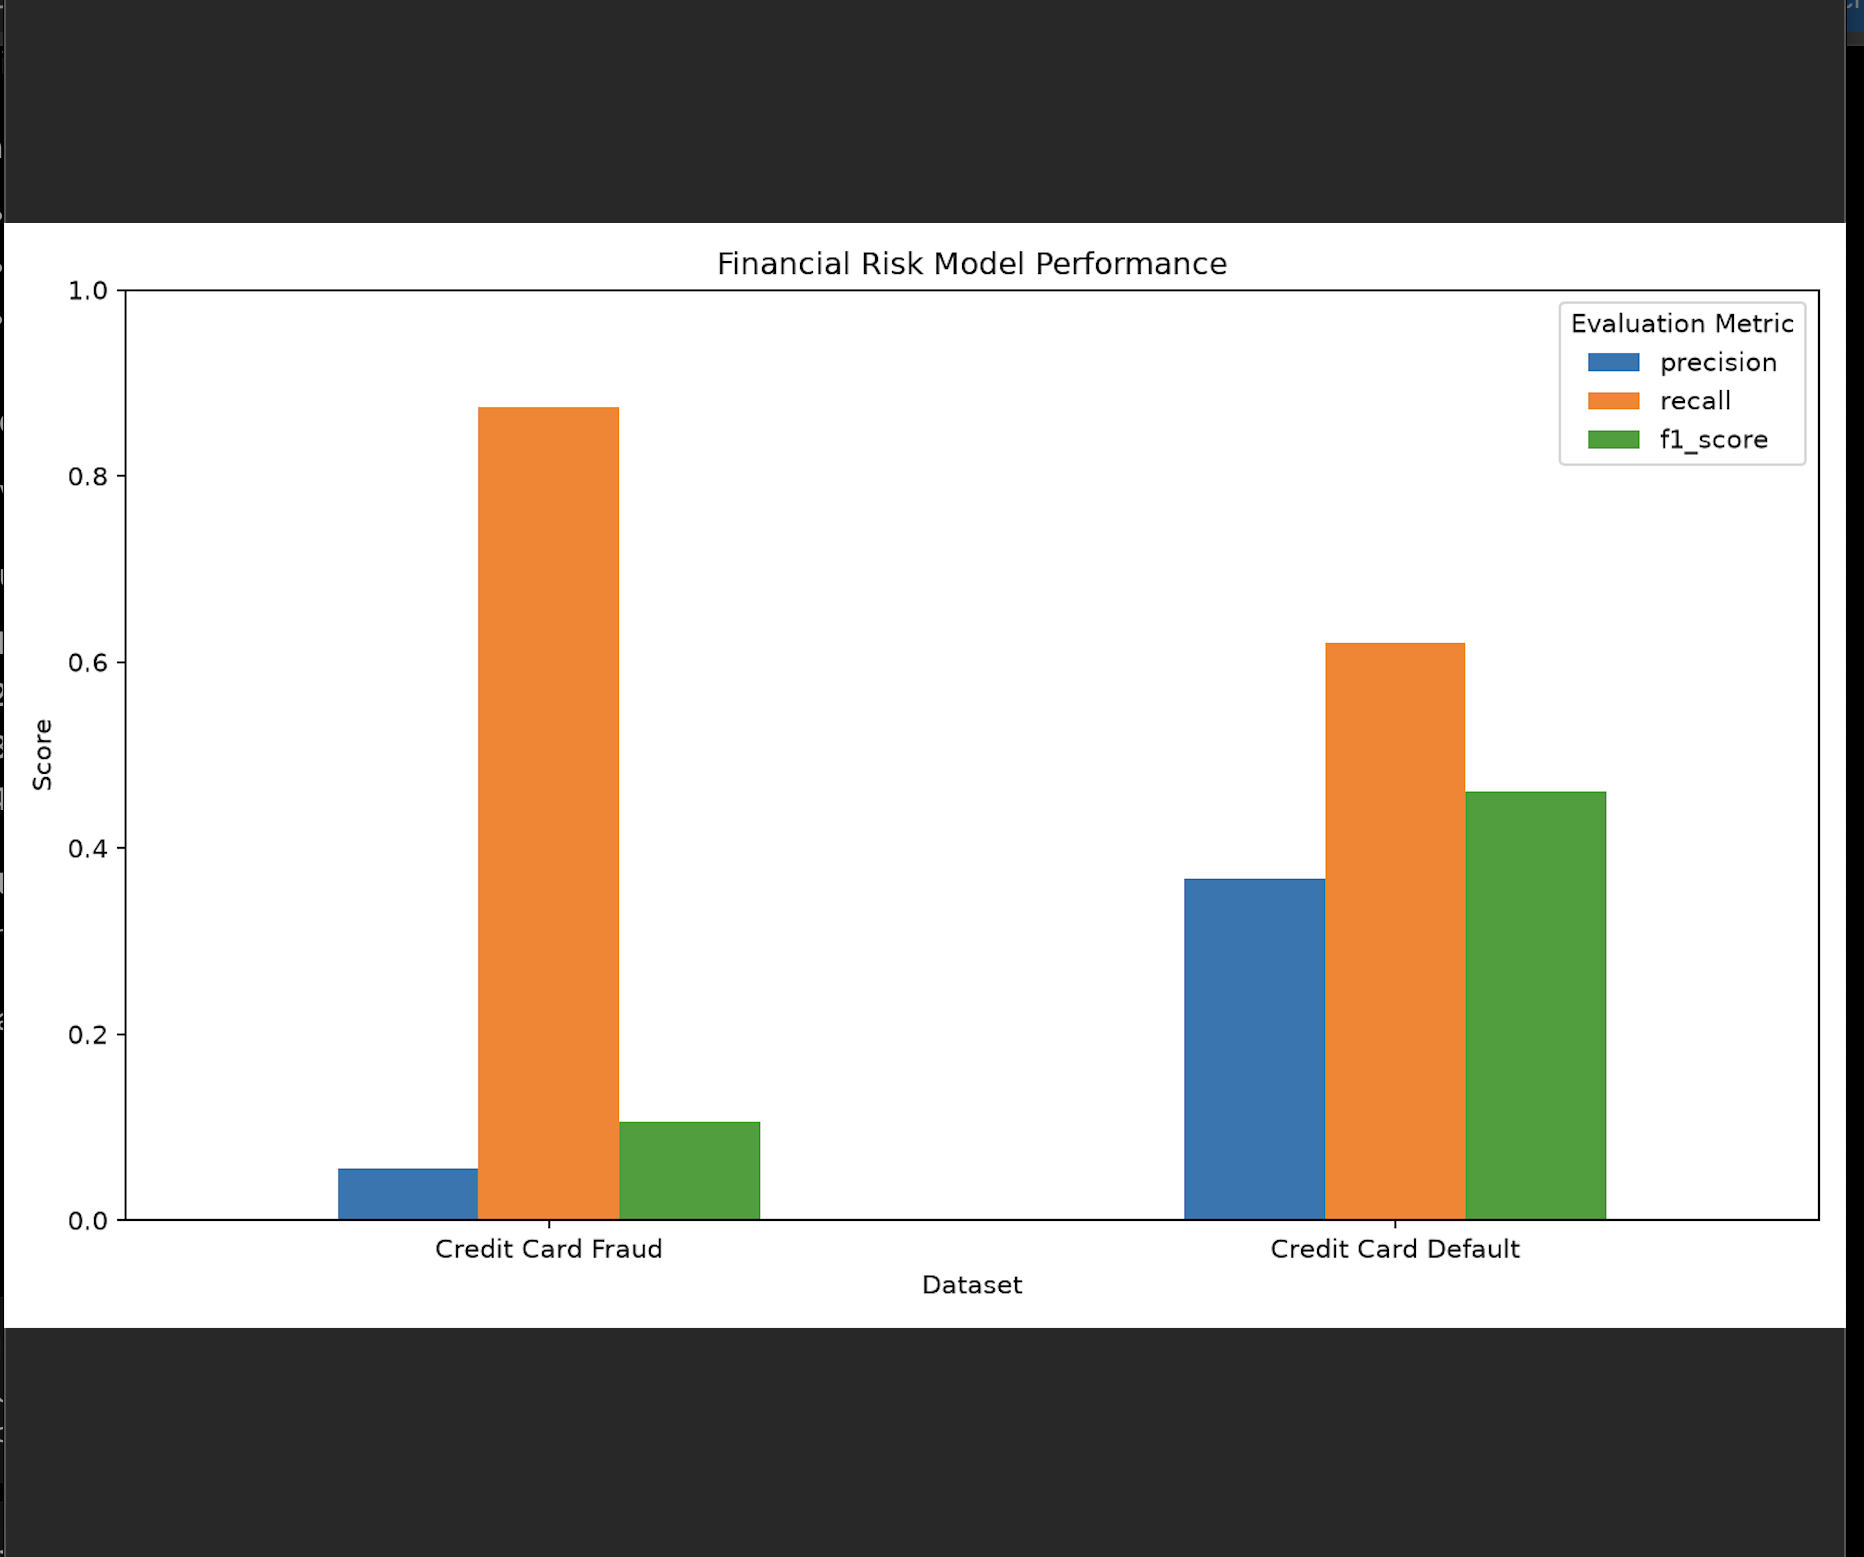 Financial Risk Model Performance
1.0
0.8
0.6
0.4
0.2
0.0
Score
Evaluation Metric
precision
recall
f1_score
Credit Card Fraud
Credit Card Default
Dataset